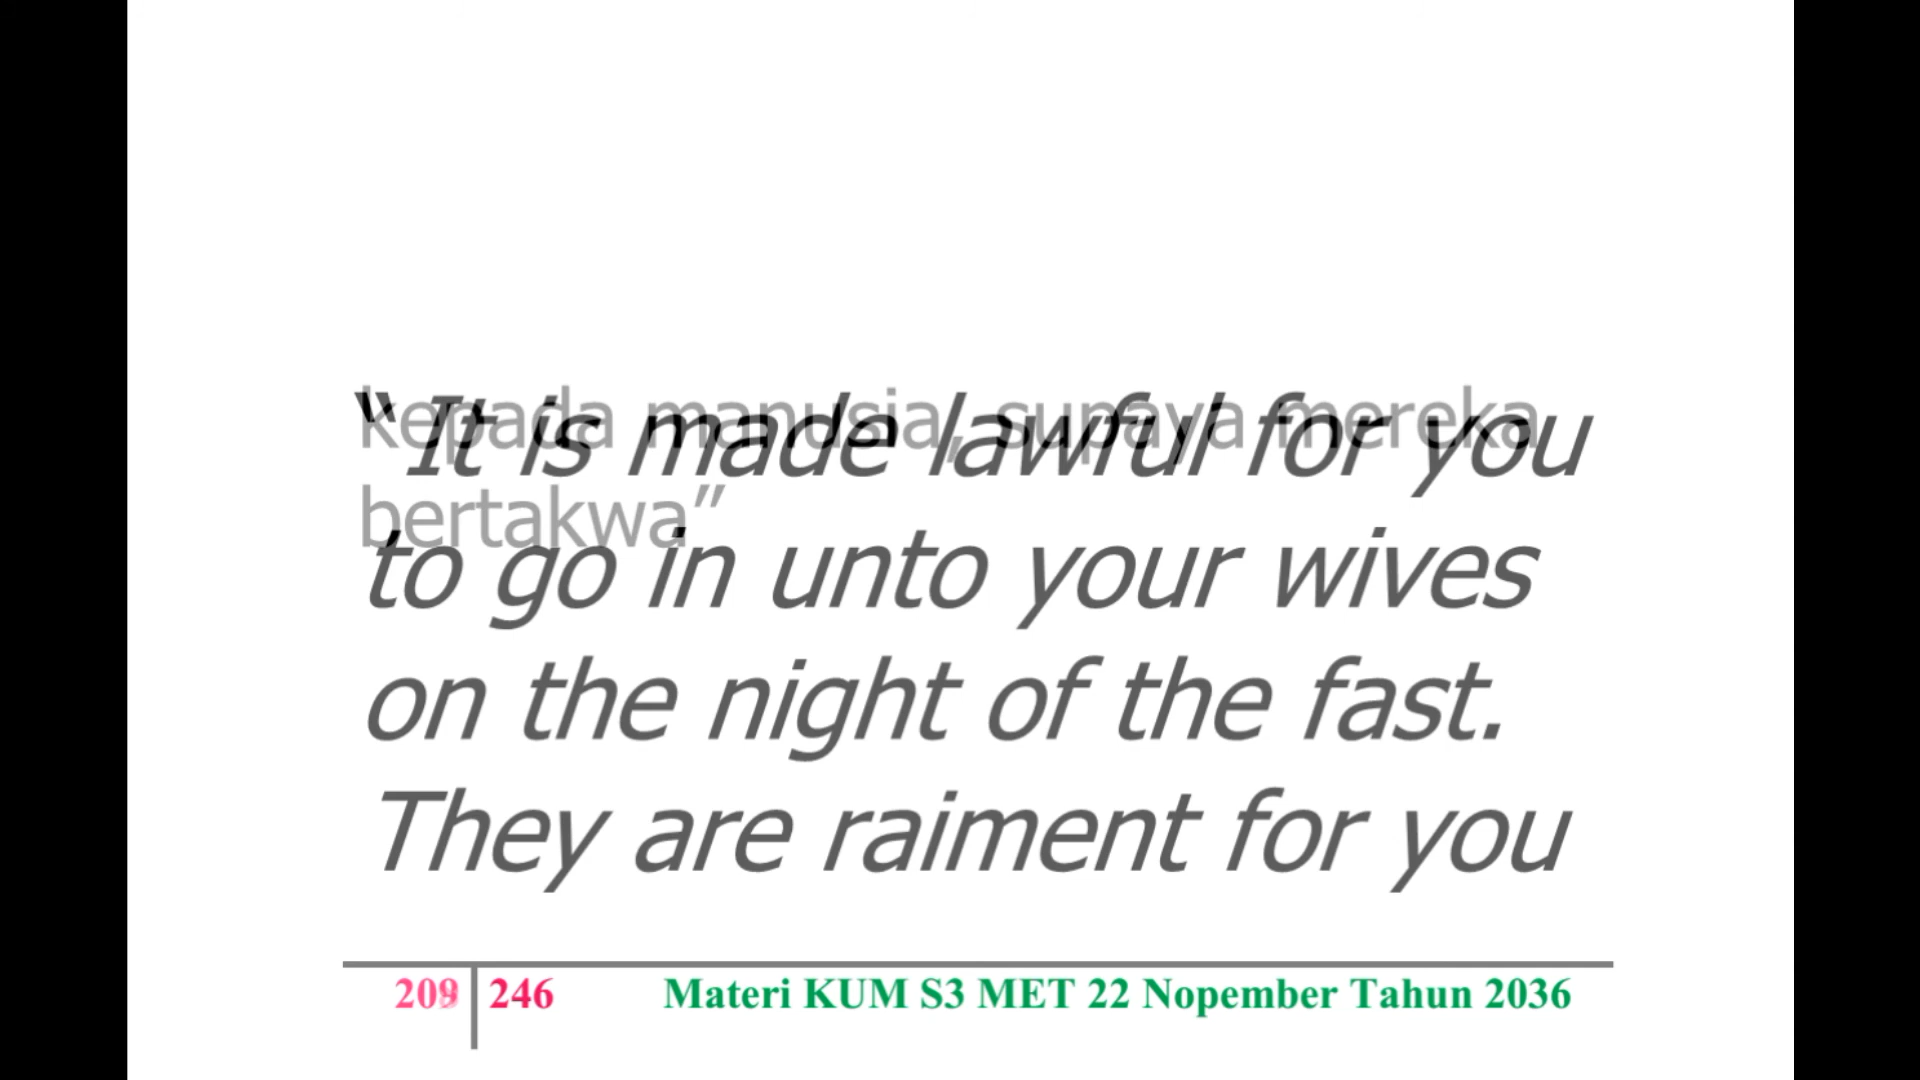 kepada manusia, supaya mereka
bertakwa”
“It is made lawful for you
to go in unto your wives
on the night of the fast.
They are raiment for you
246 Materi KUM S3 MET 22 Nopember Tahun 2036